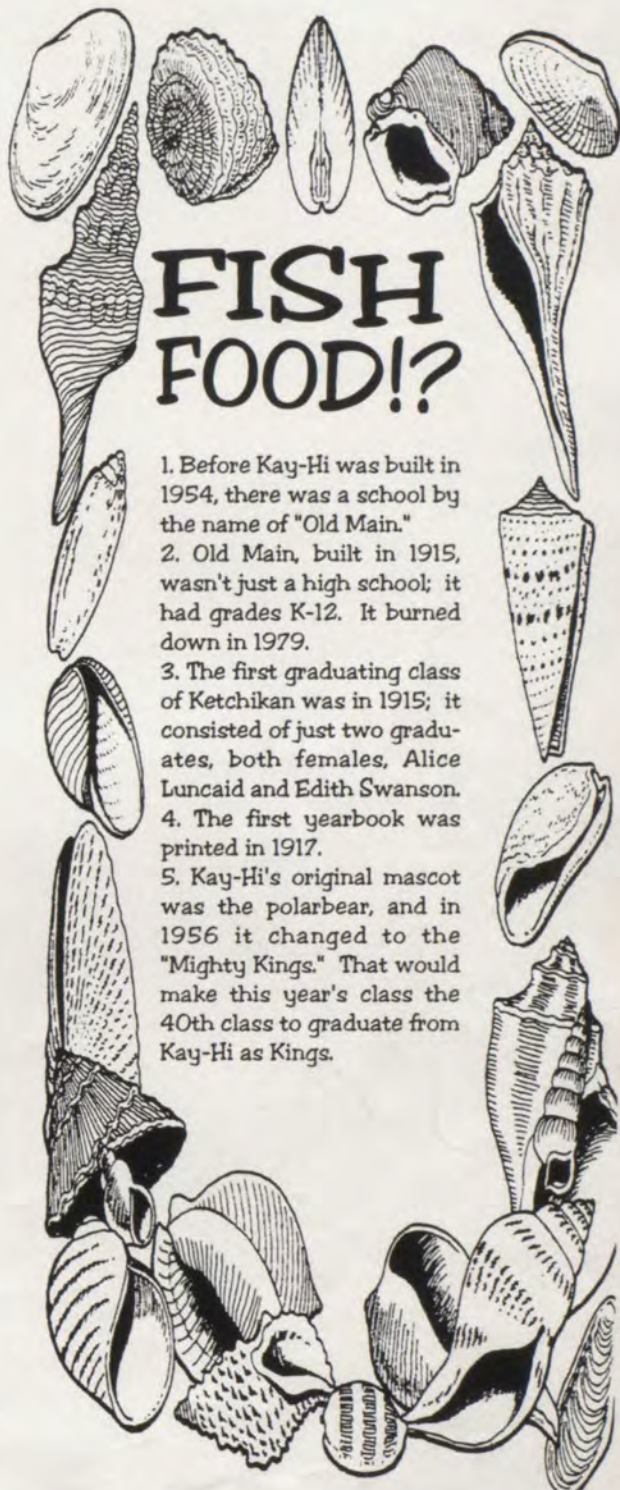 FISH
FOOD!?
1. Before Kay-Hi was built in
1954, there was a school by
the name of "Old Main."
2. Old Main, built in 1915,
wasn't just a high school; it
had grades K-12. It burned
down in 1979.
3. The first graduating class
of Ketchikan was in 1915; it
consisted of just two gradu-
ates, both females, Alice
Luncaid and Edith Swanson.
4. The first yearbook was
printed in 1917.
5. Kay-Hi's original mascot
was the polarbear, and in
1956 it changed to the
"Mighty Kings." That would
make this year's class the
40th class to graduate from
Kay-Hi as Kings.